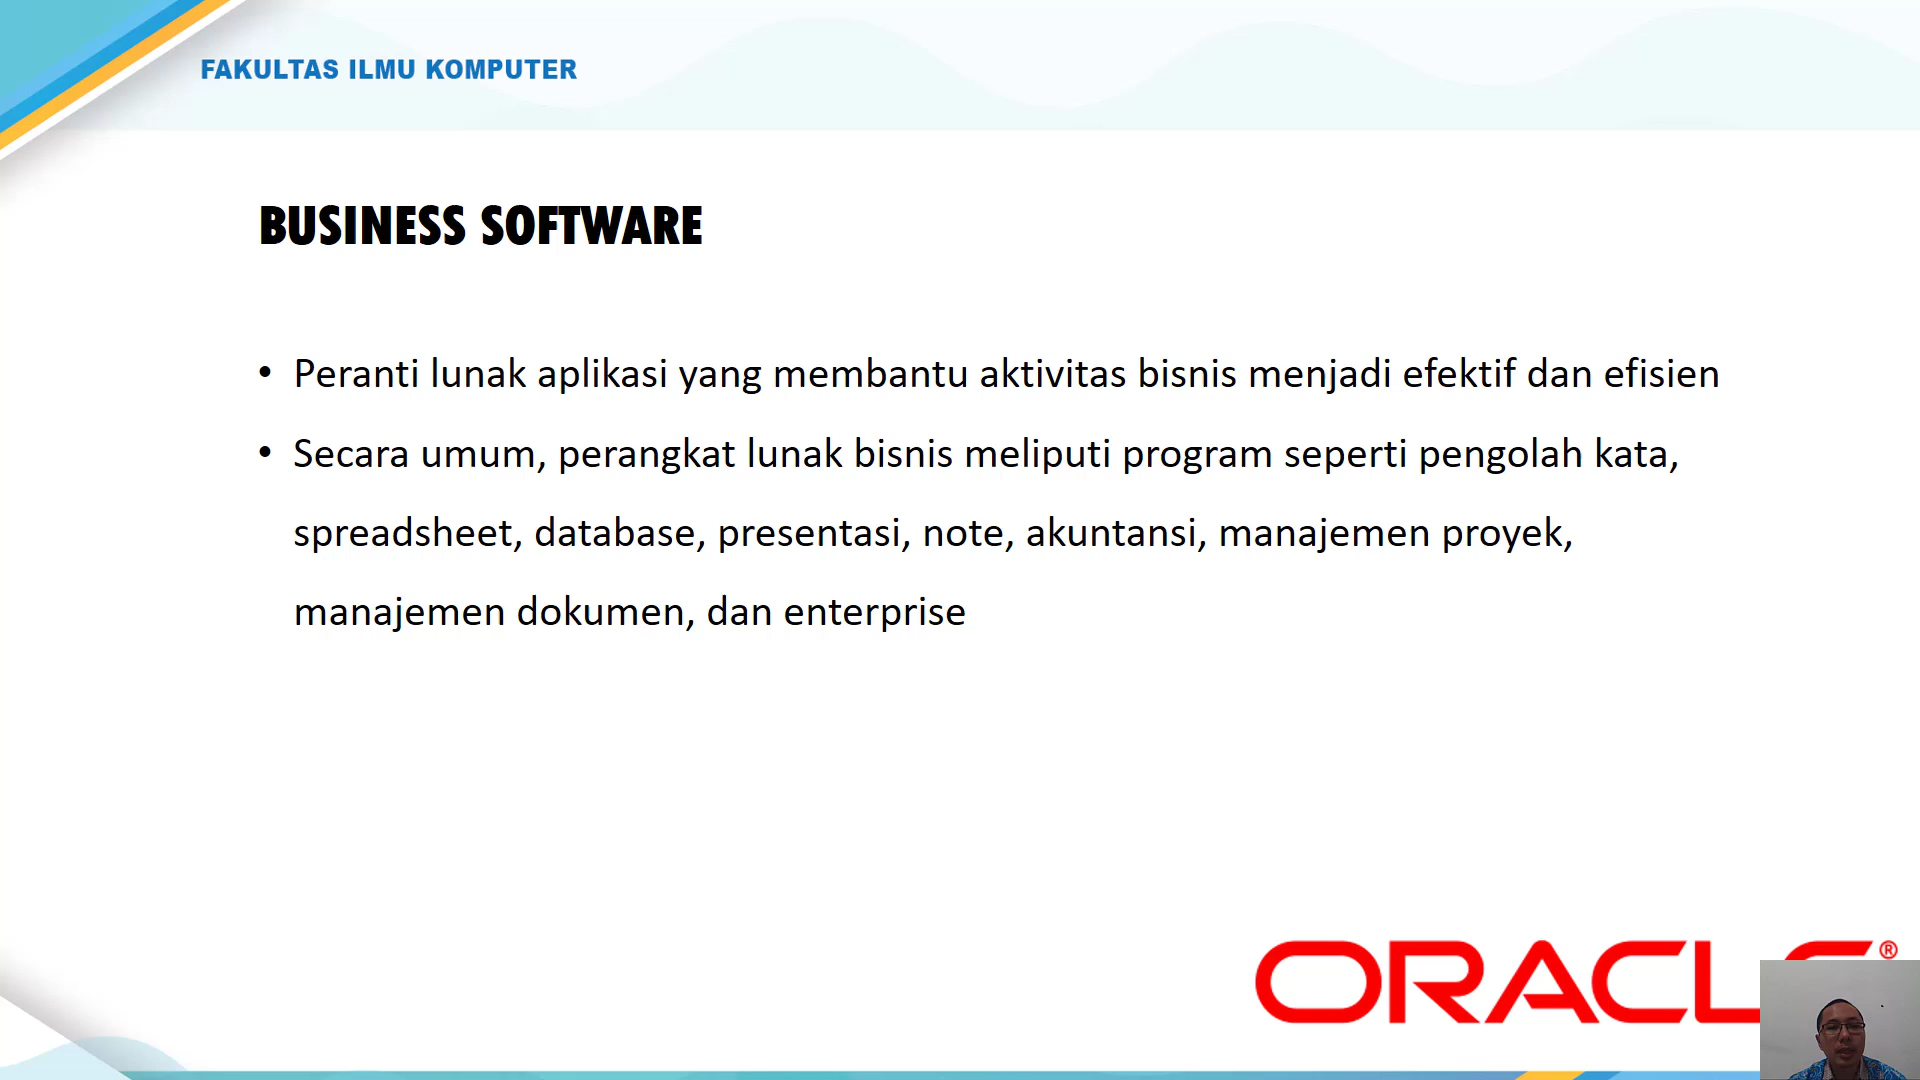 FAKULTAS ILMU KOMPUTER
BUSINESS SOFTWARE
• Peranti lunak aplikasi yang membantu aktivitas bisnis menjadi efektif dan efisien
• Secara umum, perangkat lunak bisnis meliputi program seperti pengolah kata,
spreadsheet, database, presentasi, note, akuntansi, manajemen proyek,
manajemen dokumen, dan enterprise
ORACLE®